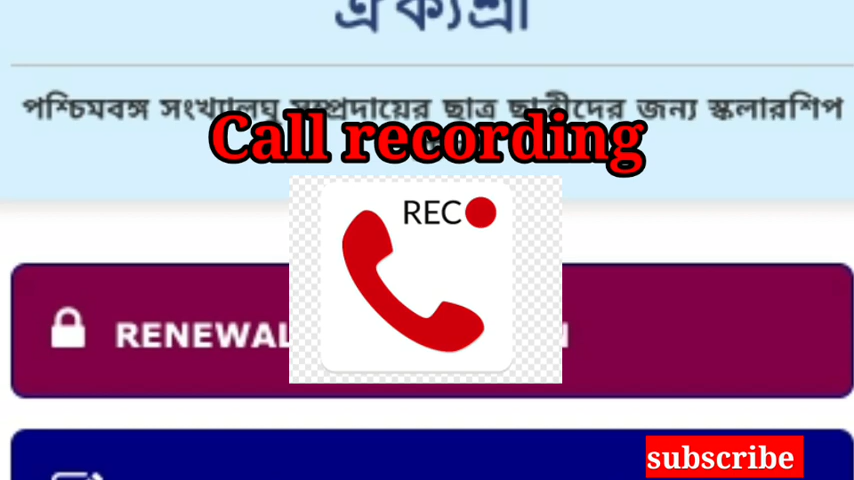 ঐক্যশ্রী
পশ্চিমবঙ্গ সংখ্যালঘু সম্প্রদায়ের ছাত্র ছাত্রীদের জন্য স্কলারশিপ
Call recording
REC
RENEWAL
subscribe